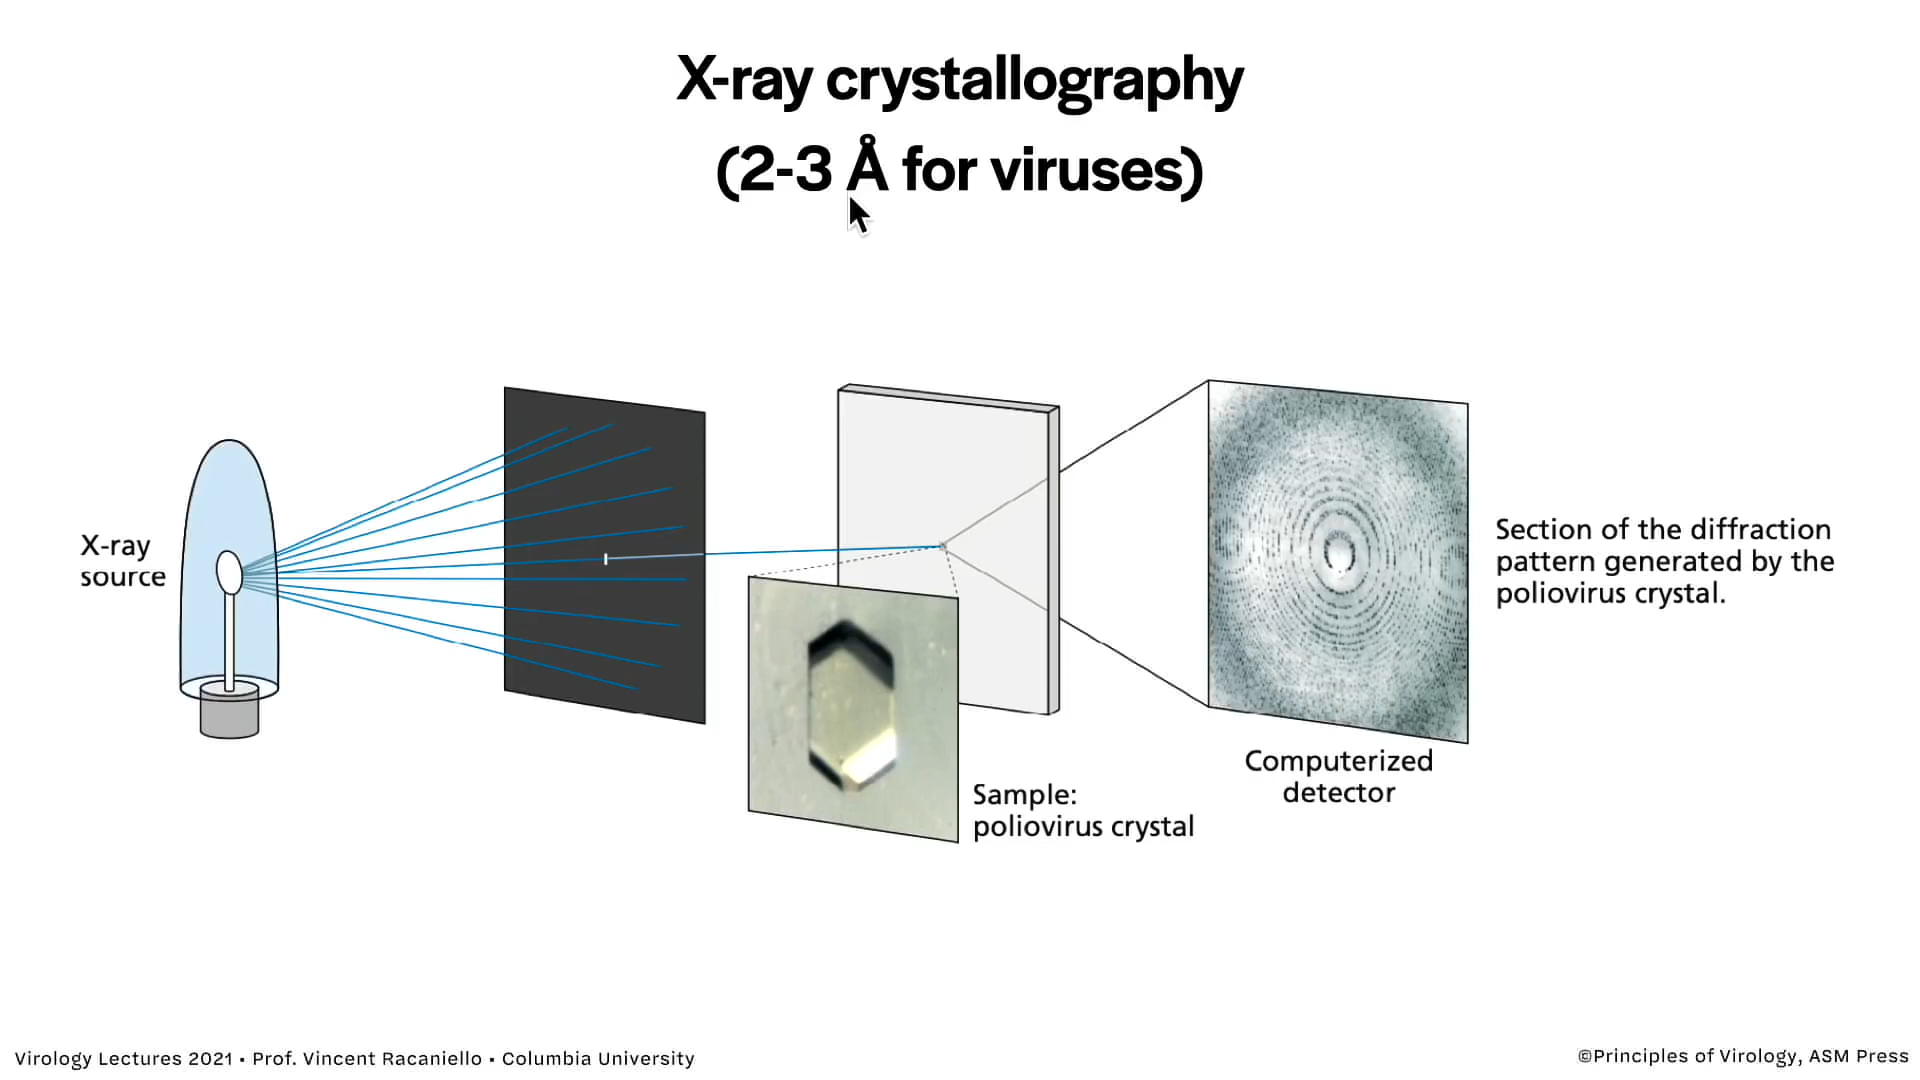 X-ray crystallography
(2-3 Å for viruses)
X-ray
source
Section of the diffraction
pattern generated by the
poliovirus crystal.
Computerized
detector
Sample:
poliovirus crystal
Virology Lectures 2021 • Prof. Vincent Racaniello • Columbia University
©Principles of Virology, ASM Press